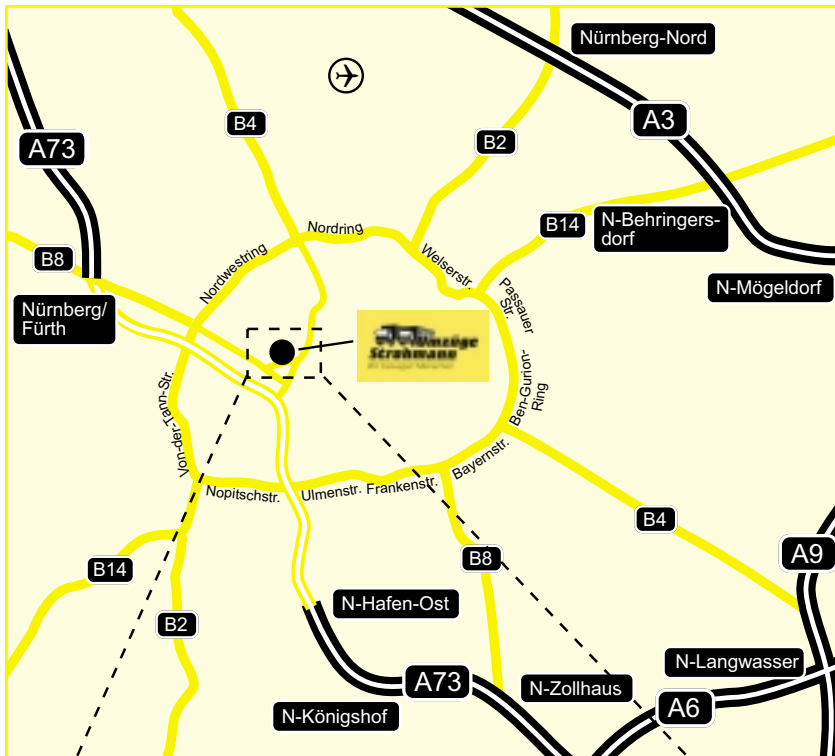 Nürnberg-Nord
A3
B4
A73
B2
Nordring
B14
N-Behringers-
dorf
B8
Nordwestring
Welserstr.
Passauer
Str.
N-Mögeldorf
Nürnberg/
Fürth
Umzüge
Strohmann
Von-der-Tann-Str.
Ben-Gurion-
Ring
Bayernstr.
Nopitschstr.
Ulmenstr.
Frankenstr.
B4
B14
B8
A9
N-Hafen-Ost
B2
N-Langwasser
A73
N-Zollhaus
N-Königshof
A6